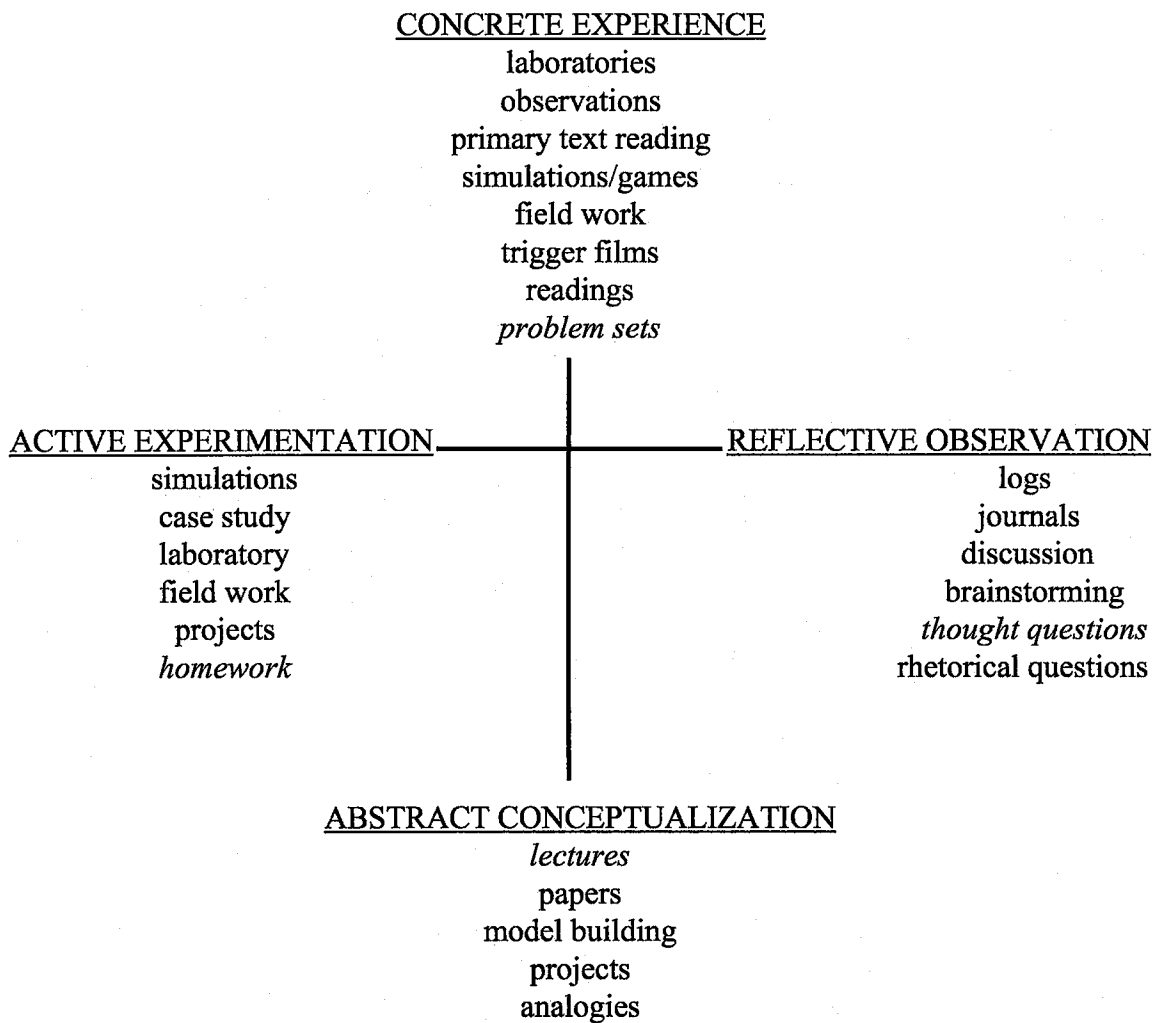 CONCRETE EXPERIENCE
laboratories
observations
primary text reading
simulations/games
field work
trigger films
readings
problem sets
ACTIVE EXPERIMENTATION
simulations
case study
laboratory
field work
projects
homework
REFLECTIVE OBSERVATION
logs
journals
discussion
brainstorming
thought questions
rhetorical questions
ABSTRACT CONCEPTUALIZATION
lectures
papers
model building
projects
analogies